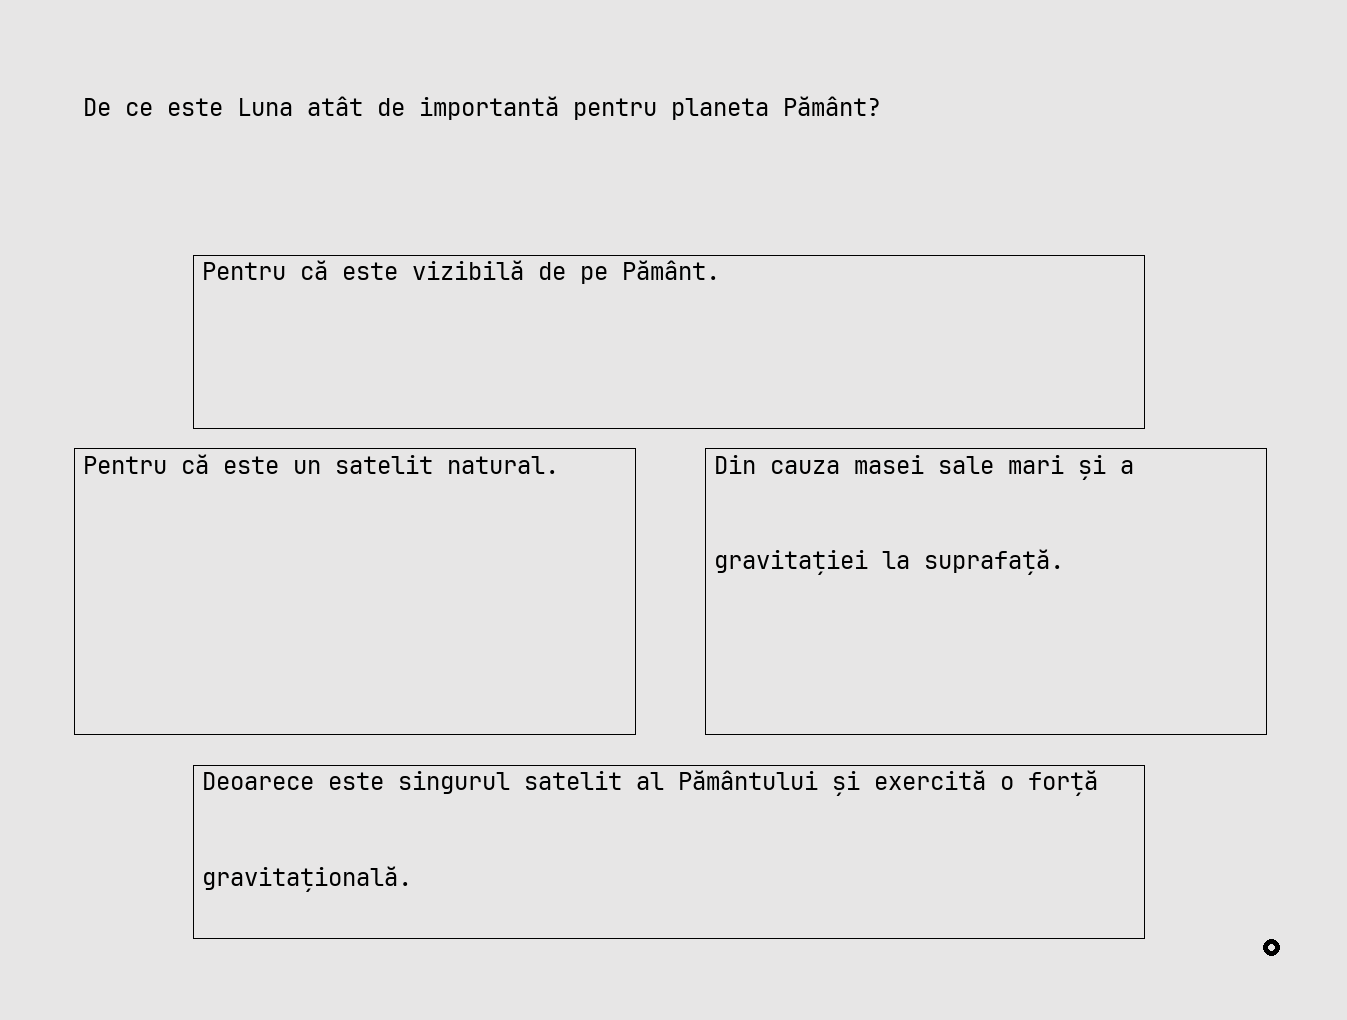 De ce este Luna atât de importantă pentru planeta Pământ?
Pentru că este vizibilă de pe Pământ.
Pentru că este un satelit natural.
Din cauza masei sale mari și a
gravitației la suprafață.
Deoarece este singurul satelit al Pământului și exercită o forță
gravitațională.